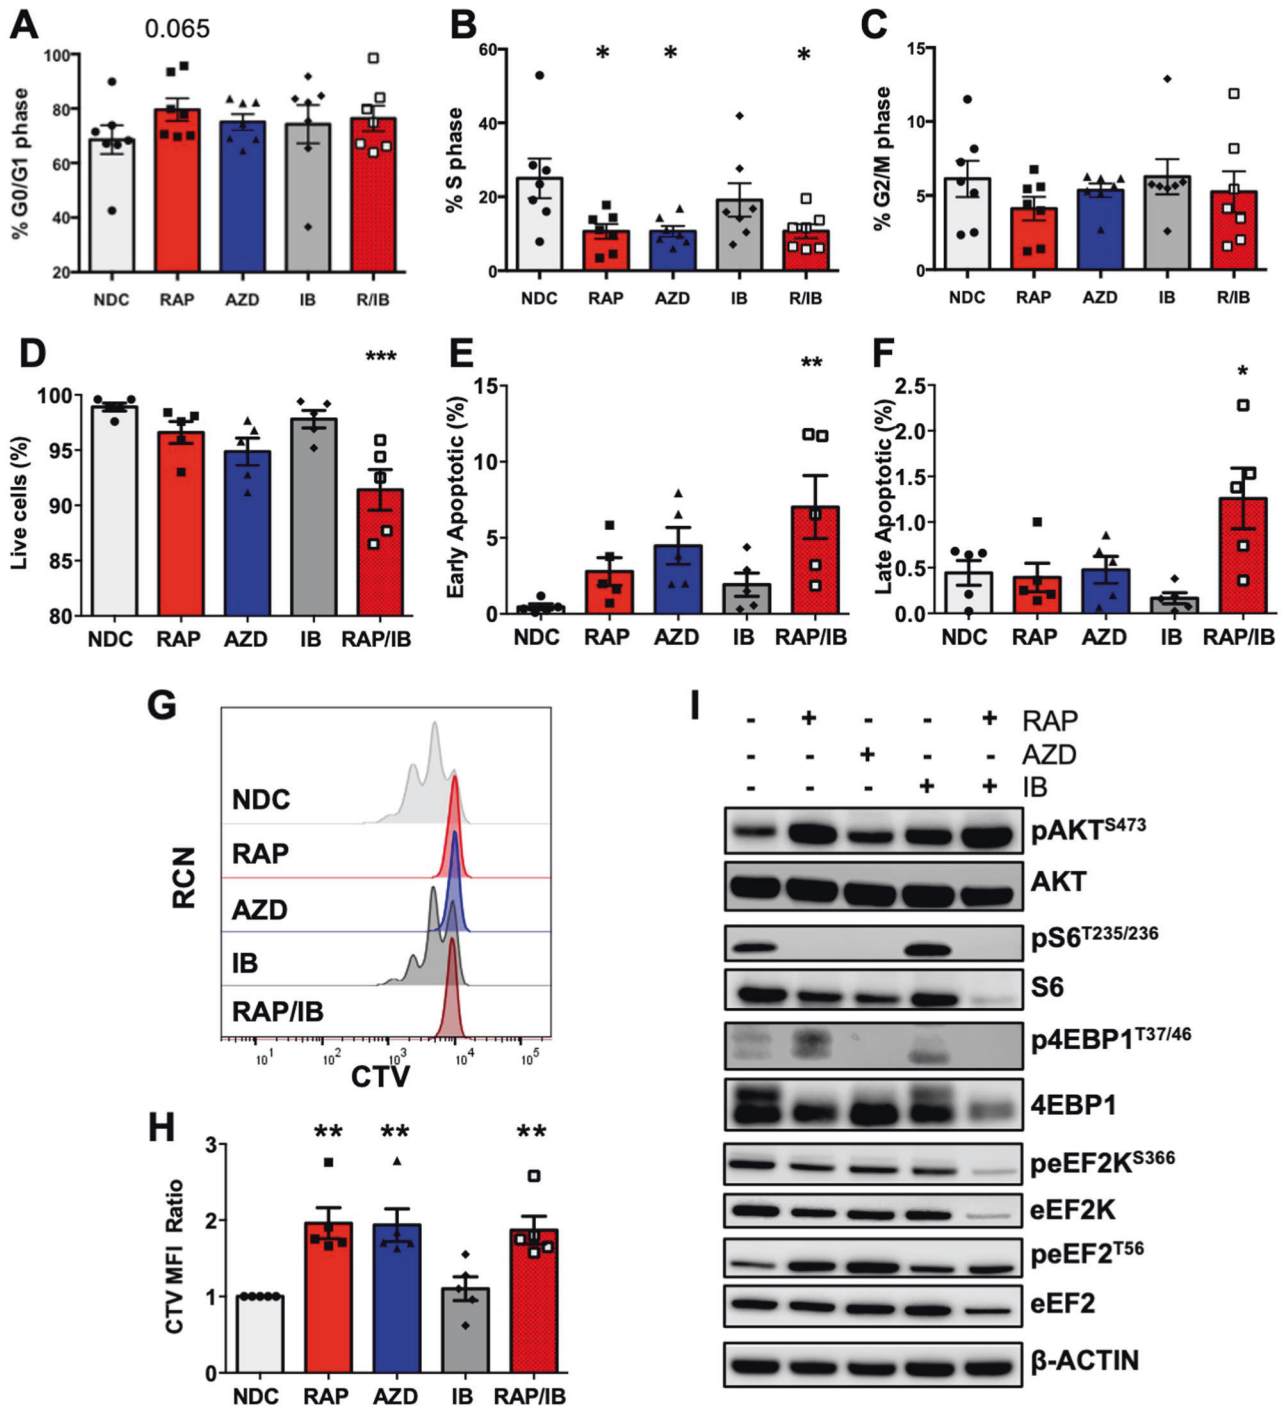 A
0.065
% G0/G1 phase
100
80
60
40
20
NDC RAP AZD IB R/IB
B
* * *
% S phase
60
40
20
0
NDC RAP AZD IB R/IB
C
% G2/M phase
15
10
5
0
NDC RAP AZD IB R/IB
D
***
Live cells (%)
100
95
90
85
80
NDC RAP AZD IB RAP/IB
E
**
Early Apoptotic (%)
15
10
5
0
NDC RAP AZD IB RAP/IB
F
*
Late Apoptotic (%)
2.5
2.0
1.5
1.0
0.5
0.0
NDC RAP AZD IB RAP/IB
G
RCN
NDC
RAP
AZD
IB
RAP/IB
10¹ 10² 10³ 10⁴ 10⁵
CTV
H
** ** **
CTV MFI Ratio
3
2
1
0
NDC RAP AZD IB RAP/IB
I
- + - - + RAP
- - + - - AZD
- - - + + IB
pAKTS473
AKT
pS6T235/236
S6
p4EBP1T37/46
4EBP1
peEF2KS366
eEF2K
peEF2T56
eEF2
β-ACTIN